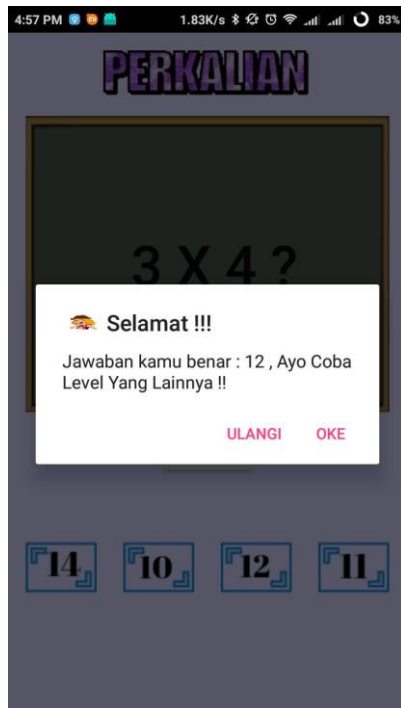 4:57 PM 1.83K/s 83%
PERKALIAN
3 X 4 ?
Selamat !!!
Jawaban kamu benar : 12 , Ayo Coba
Level Yang Lainnya !!
ULANGI OKE
14 10 12 11